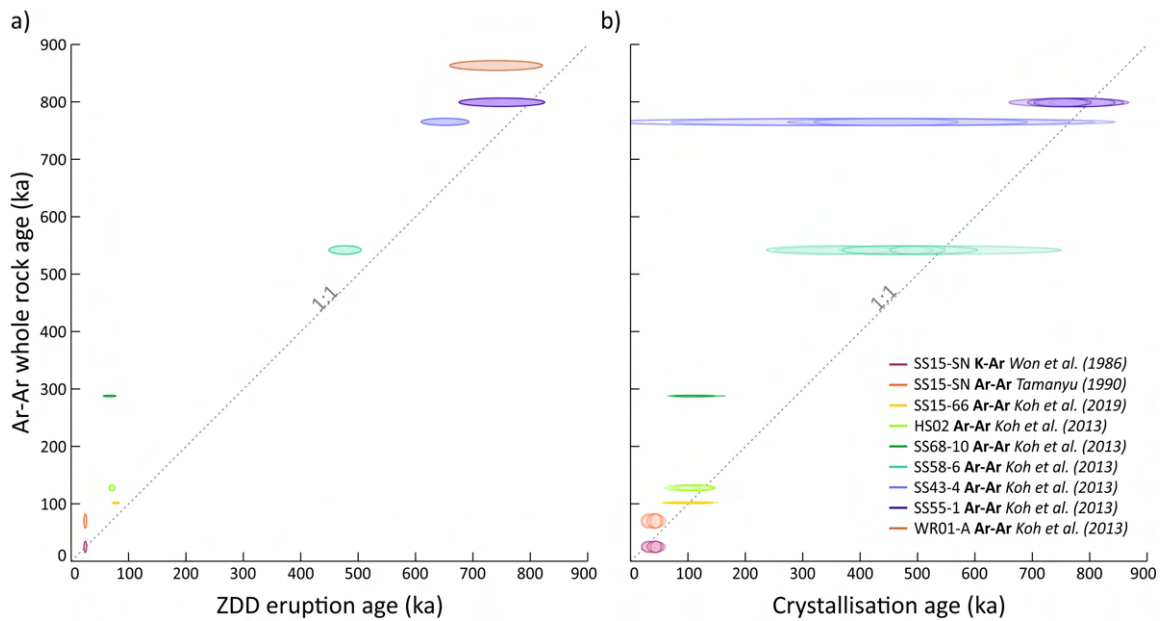 a)
900
800
700
600
500
400
300
200
100
0
Ar-Ar whole rock age (ka)
1:1
0 100 200 300 400 500 600 700 800 900
ZDD eruption age (ka)
b)
1:1
SS15-SN K-Ar Won et al. (1986)
SS15-SN Ar-Ar Tamanyu (1990)
SS15-66 Ar-Ar Koh et al. (2019)
HS02 Ar-Ar Koh et al. (2013)
SS68-10 Ar-Ar Koh et al. (2013)
SS58-6 Ar-Ar Koh et al. (2013)
SS43-4 Ar-Ar Koh et al. (2013)
SS55-1 Ar-Ar Koh et al. (2013)
WR01-A Ar-Ar Koh et al. (2013)
0 100 200 300 400 500 600 700 800 900
Crystallisation age (ka)